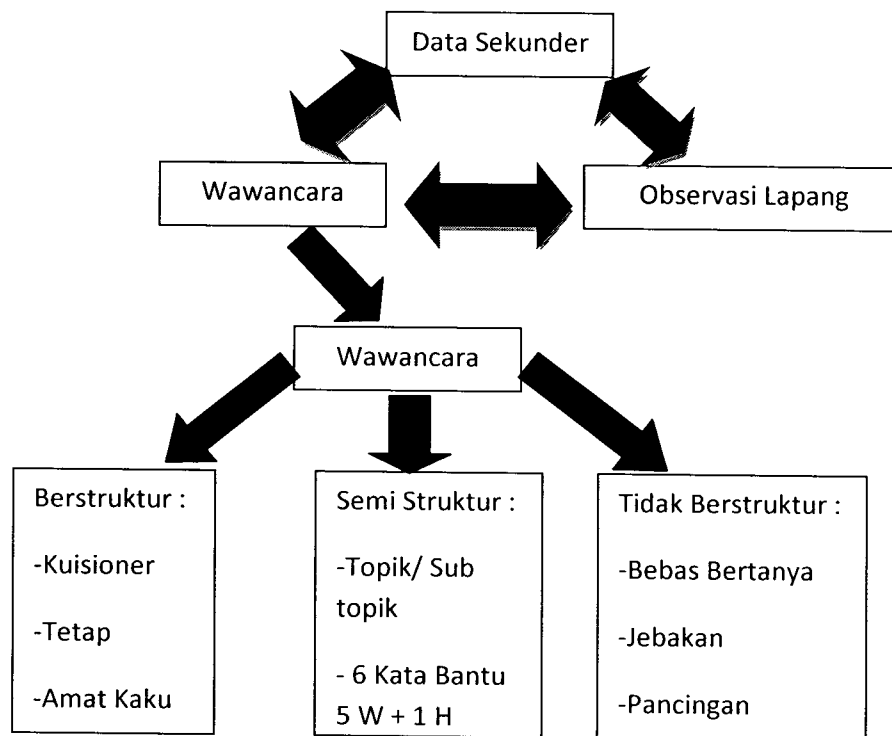 Data Sekunder
Wawancara
Observasi Lapang
Wawancara
Berstruktur :
-Kuisioner
-Tetap
-Amat Kaku
Semi Struktur :
-Topik/ Sub
topik
- 6 Kata Bantu
5 W + 1 H
Tidak Berstruktur :
-Bebas Bertanya
-Jebakan
-Pancingan